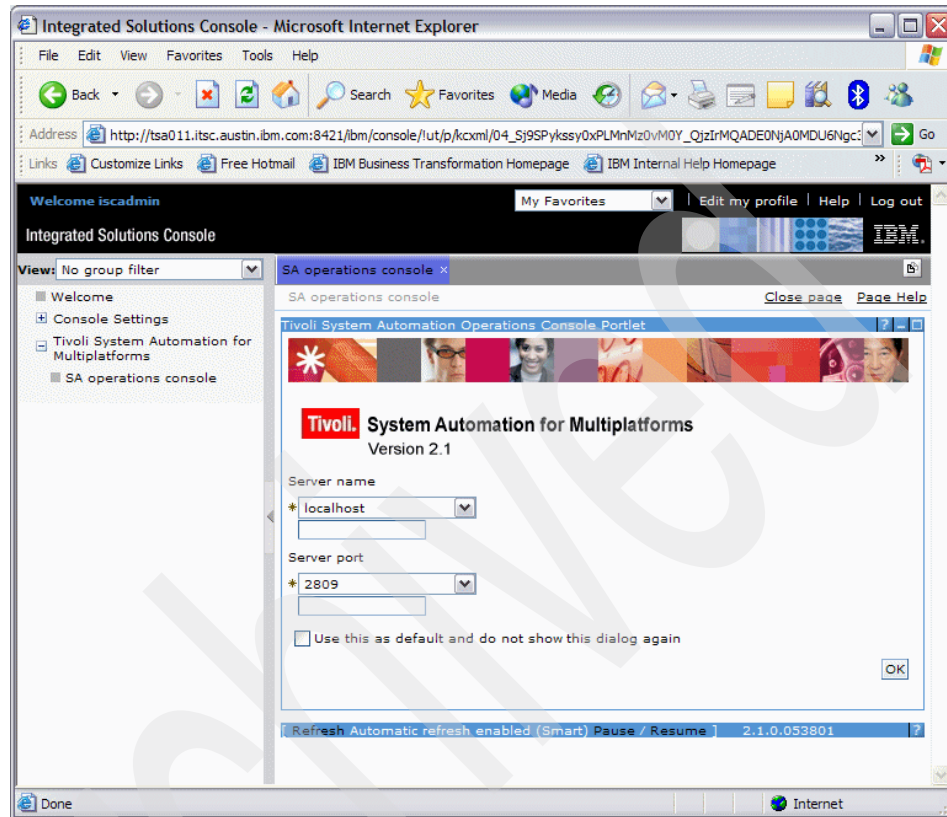 Integrated Solutions Console - Microsoft Internet Explorer
File Edit View Favorites Tools Help
Back Search Favorites Media
Address http://tsa011.itsc.austin.ibm.com:8421/ibm/console/!ut/p/kcxml/04_Sj9SPykssy0xPLMnMz0vM0Y_QjzIrMQADE0NjA0MDU6Ngc3 Go
Links Customize Links Free Hotmail IBM Business Transformation Homepage IBM Internal Help Homepage »
Welcome iscadmin My Favorites Edit my profile Help Log out
Integrated Solutions Console IBM.
View: No group filter SA operations console ×
Welcome SA operations console Close page Page Help
Console Settings
Tivoli System Automation for
Multiplatforms
SA operations console
Tivoli System Automation Operations Console Portlet ?
Tivoli. System Automation for Multiplatforms
Version 2.1
Server name
* localhost
Server port
* 2809
Use this as default and do not show this dialog again
OK
[ Refresh Automatic refresh enabled (Smart) Pause / Resume ] 2.1.0.053801 ?
Done Internet